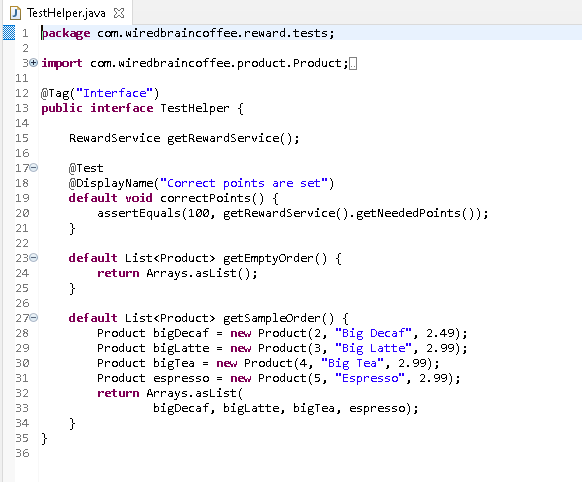 TestHelper.java
1 package com.wiredbraincoffee.reward.tests;
2
3 import com.wiredbraincoffee.product.Product;
11
12 @Tag("Interface")
13 public interface TestHelper {
14
15     RewardService getRewardService();
16
17     @Test
18     @DisplayName("Correct points are set")
19     default void correctPoints() {
20         assertEquals(100, getRewardService().getNeededPoints());
21     }
22
23     default List<Product> getEmptyOrder() {
24         return Arrays.asList();
25     }
26
27     default List<Product> getSampleOrder() {
28         Product bigDecaf = new Product(2, "Big Decaf", 2.49);
29         Product bigLatte = new Product(3, "Big Latte", 2.99);
30         Product bigTea = new Product(4, "Big Tea", 2.99);
31         Product espresso = new Product(5, "Espresso", 2.99);
32         return Arrays.asList(
33                 bigDecaf, bigLatte, bigTea, espresso);
34     }
35 }
36